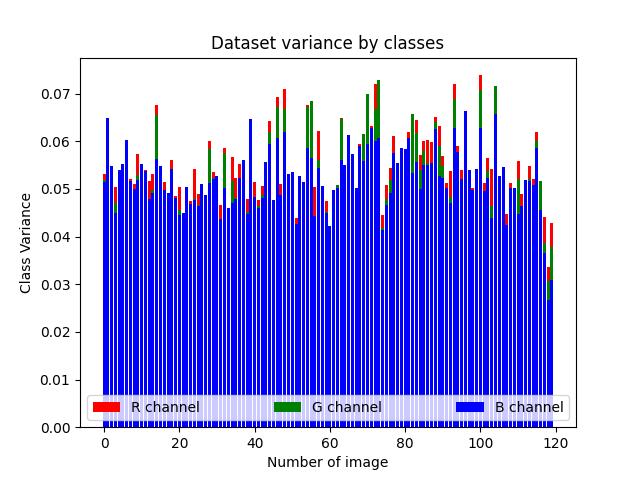 Dataset variance by classes
Class Variance
0.07
0.06
0.05
0.04
0.03
0.02
0.01
0.00
R channel G channel B channel
0 20 40 60 80 100 120
Number of image